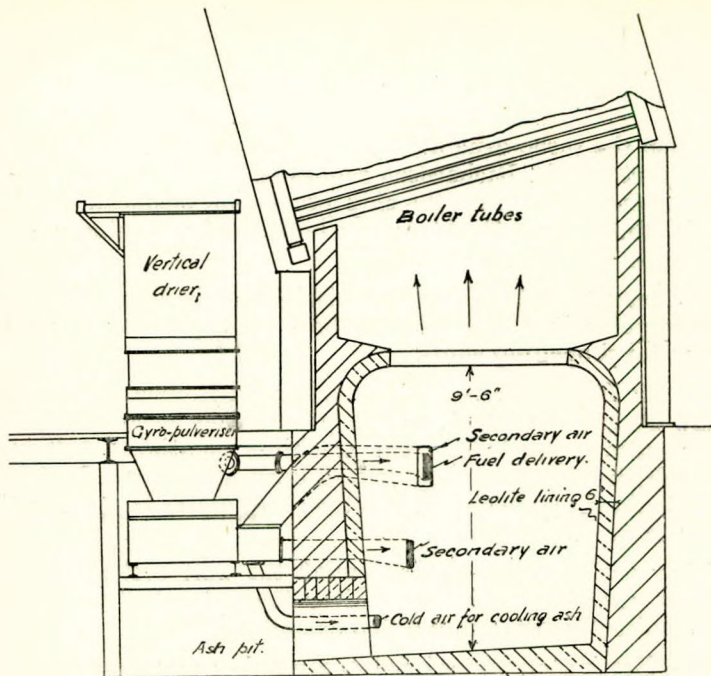 Boiler tubes
Vertical
drier,
9'-6"
Gyro-pulveriser
Secondary air
Fuel delivery.
Leolite lining 6
Secondary air
Cold air for cooling ash
Ash pit.